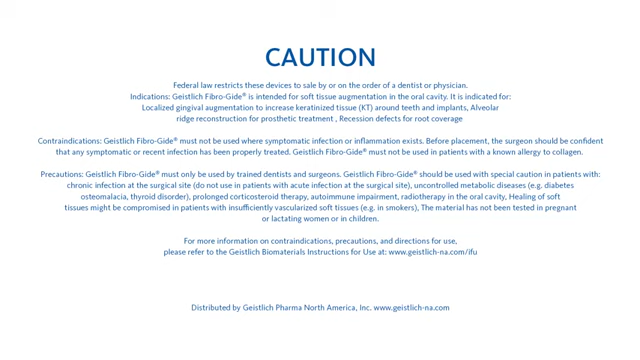 CAUTION
Federal law restricts these devices to sale by or on the order of a dentist or physician.
Indications: Geistlich Fibro-Gide® is intended for soft tissue augmentation in the oral cavity. It is indicated for:
Localized gingival augmentation to increase keratinized tissue (KT) around teeth and implants, Alveolar
ridge reconstruction for prosthetic treatment , Recession defects for root coverage
Contraindications: Geistlich Fibro-Gide® must not be used where symptomatic infection or inflammation exists. Before placement, the surgeon should be confident
that any symptomatic or recent infection has been properly treated. Geistlich Fibro-Gide® must not be used in patients with a known allergy to collagen.
Precautions: Geistlich Fibro-Gide® must only be used by trained dentists and surgeons. Geistlich Fibro-Gide® should be used with special caution in patients with:
chronic infection at the surgical site (do not use in patients with acute infection at the surgical site), uncontrolled metabolic diseases (e.g. diabetes
osteomalacia, thyroid disorder), prolonged corticosteroid therapy, autoimmune impairment, radiotherapy in the oral cavity, Healing of soft
tissues might be compromised in patients with insufficiently vascularized soft tissues (e.g. in smokers), The material has not been tested in pregnant
or lactating women or in children.
For more information on contraindications, precautions, and directions for use,
please refer to the Geistlich Biomaterials Instructions for Use at: www.geistlich-na.com/ifu
Distributed by Geistlich Pharma North America, Inc. www.geistlich-na.com